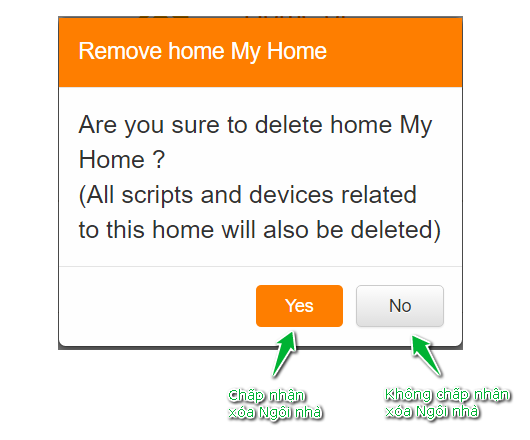 Remove home My Home
Are you sure to delete home My
Home ?
(All scripts and devices related
to this home will also be deleted)
Yes
No
Chấp nhận
xóa Ngôi nhà
Không chấp nhận
xóa Ngôi nhà